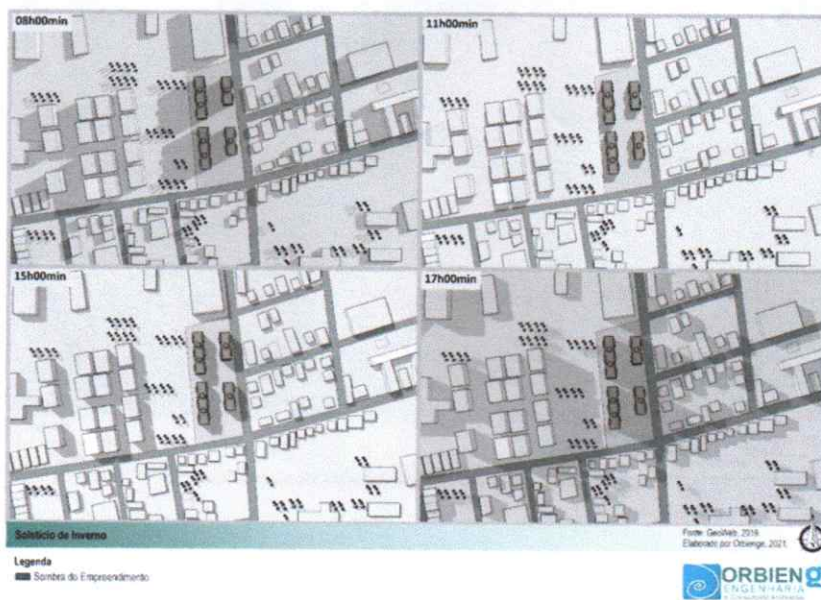 08h00min
11h00min
15h00min
17h00min
Solstício de Inverno
Fonte: GeoWeb, 2019.
Elaborado por Orbienge, 2021.
Legenda
Sombra do Empreendimento
ORBIENg
ENGENHARIA